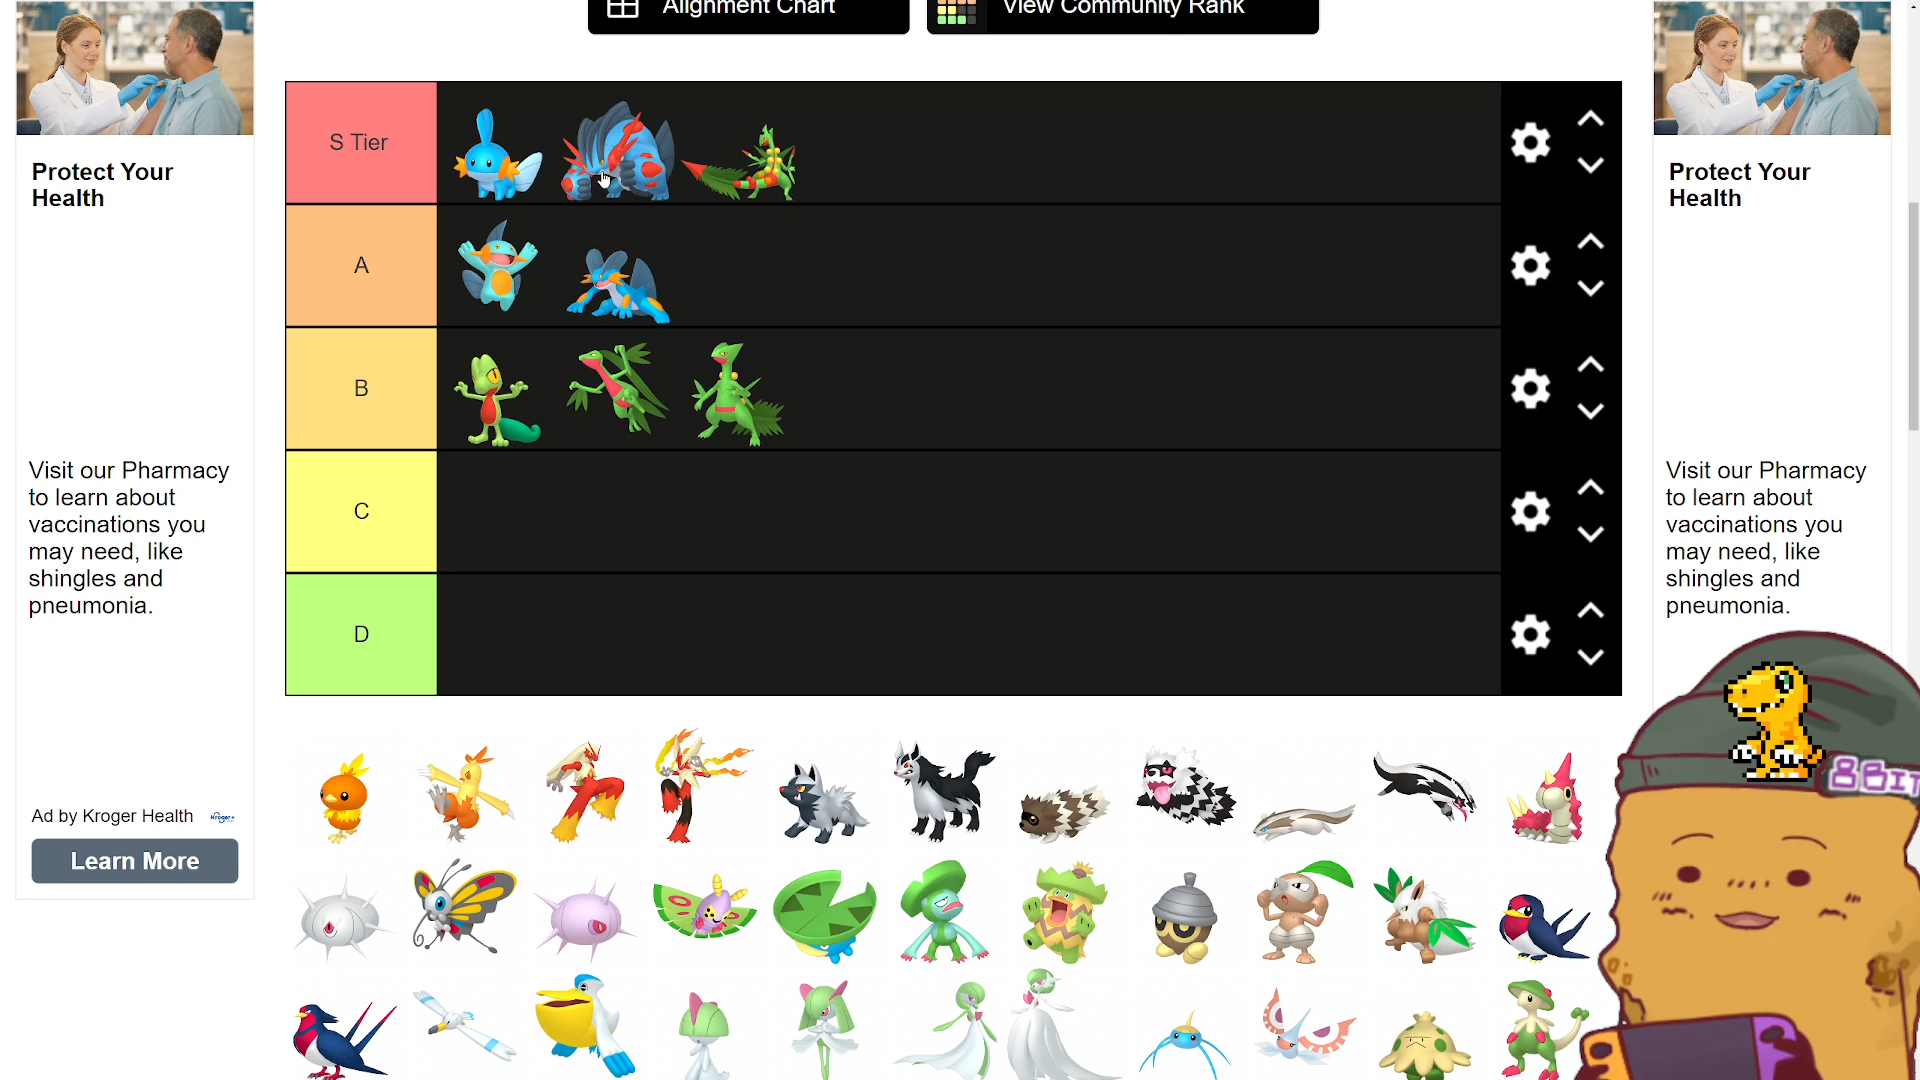 Alignment Chart
View Community Rank
Protect Your
Health
Visit our Pharmacy
to learn about
vaccinations you
may need, like
shingles and
pneumonia.
Ad by Kroger Health
Kroger
Learn More
S Tier
A
B
C
D
Protect Your
Health
Visit our Pharmacy
to learn about
vaccinations you
may need, like
shingles and
pneumonia.
8BIT